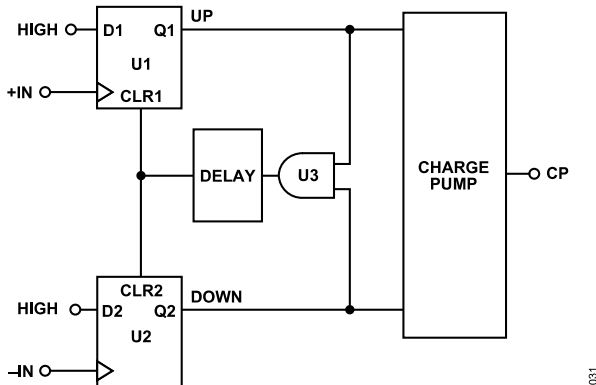 UP
HIGH D1 Q1
U1
+IN CLR1
DELAY U3
CHARGE
PUMP
CP
CLR2 DOWN
HIGH D2 Q2
U2
–IN
031